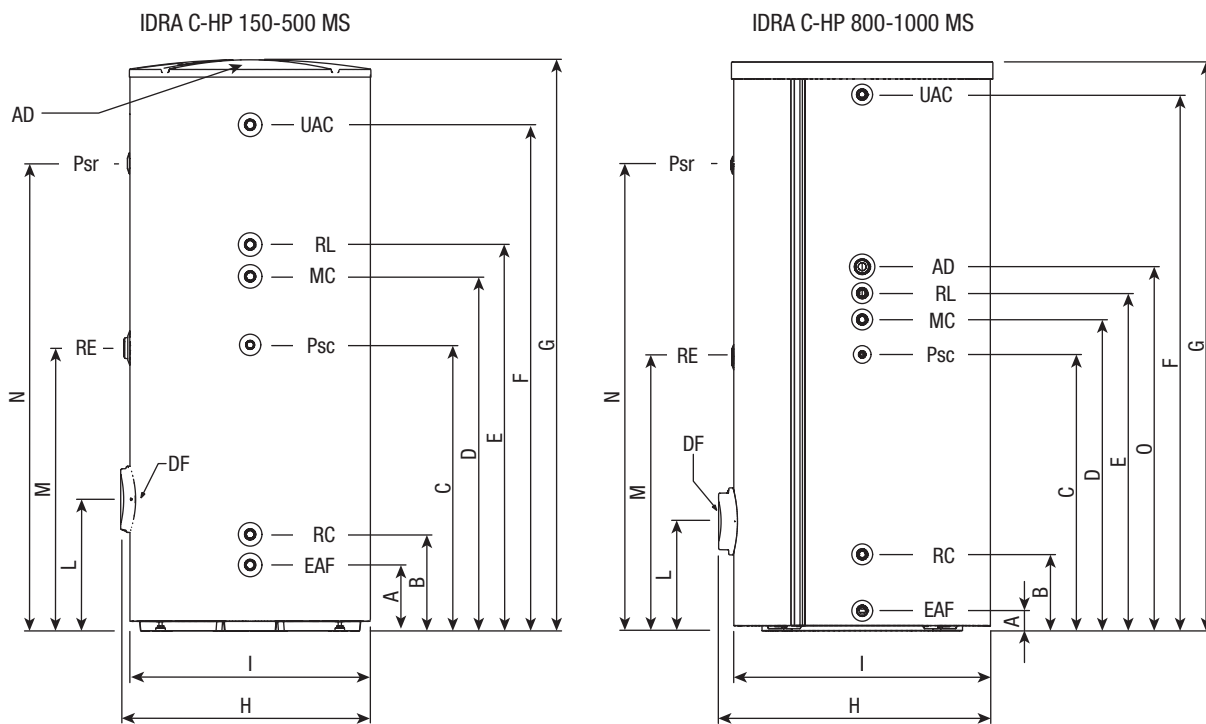 IDRA C-HP 150-500 MS
AD
UAC
Psr
RL
MC
RE
Psc
DF
RC
EAF
N
M
L
A
B
C
D
E
F
G
I
H
IDRA C-HP 800-1000 MS
UAC
Psr
AD
RL
MC
RE
Psc
DF
RC
EAF
N
M
L
A
B
C
D
E
O
F
G
I
H